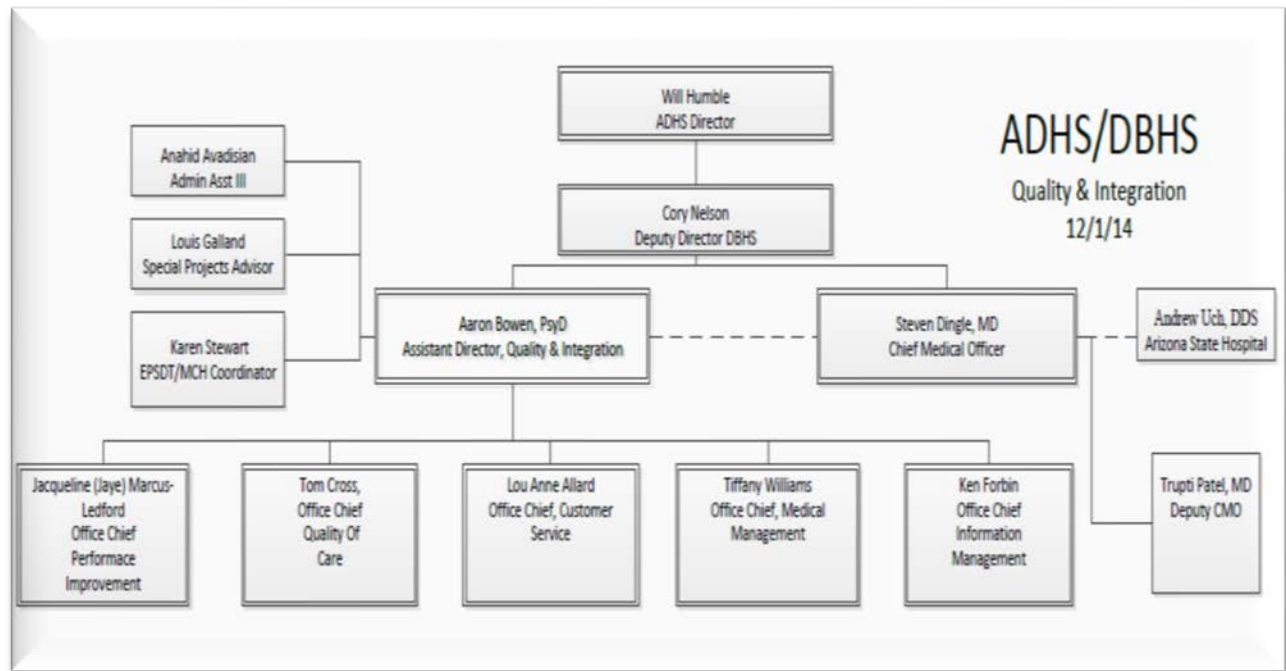 Will Humble
ADHS Director
ADHS/DBHS
Quality & Integration
12/1/14
Anahid Avadisian
Admin Asst III
Cory Nelson
Deputy Director DBHS
Louis Galland
Special Projects Advisor
Aaron Bowen, PsyD
Assistant Director, Quality & Integration
Steven Dingle, MD
Chief Medical Officer
Andrew Uch, DDS
Arizona State Hospital
Karen Stewart
EPSDT/MCH Coordinator
Jacqueline (Jaye) Marcus-
Ledford
Office Chief
Performace
Improvement
Tom Cross,
Office Chief
Quality Of
Care
Lou Anne Allard
Office Chief, Customer
Service
Tiffany Williams
Office Chief, Medical
Management
Ken Forbin
Office Chief
Information
Management
Trupti Patel, MD
Deputy CMO